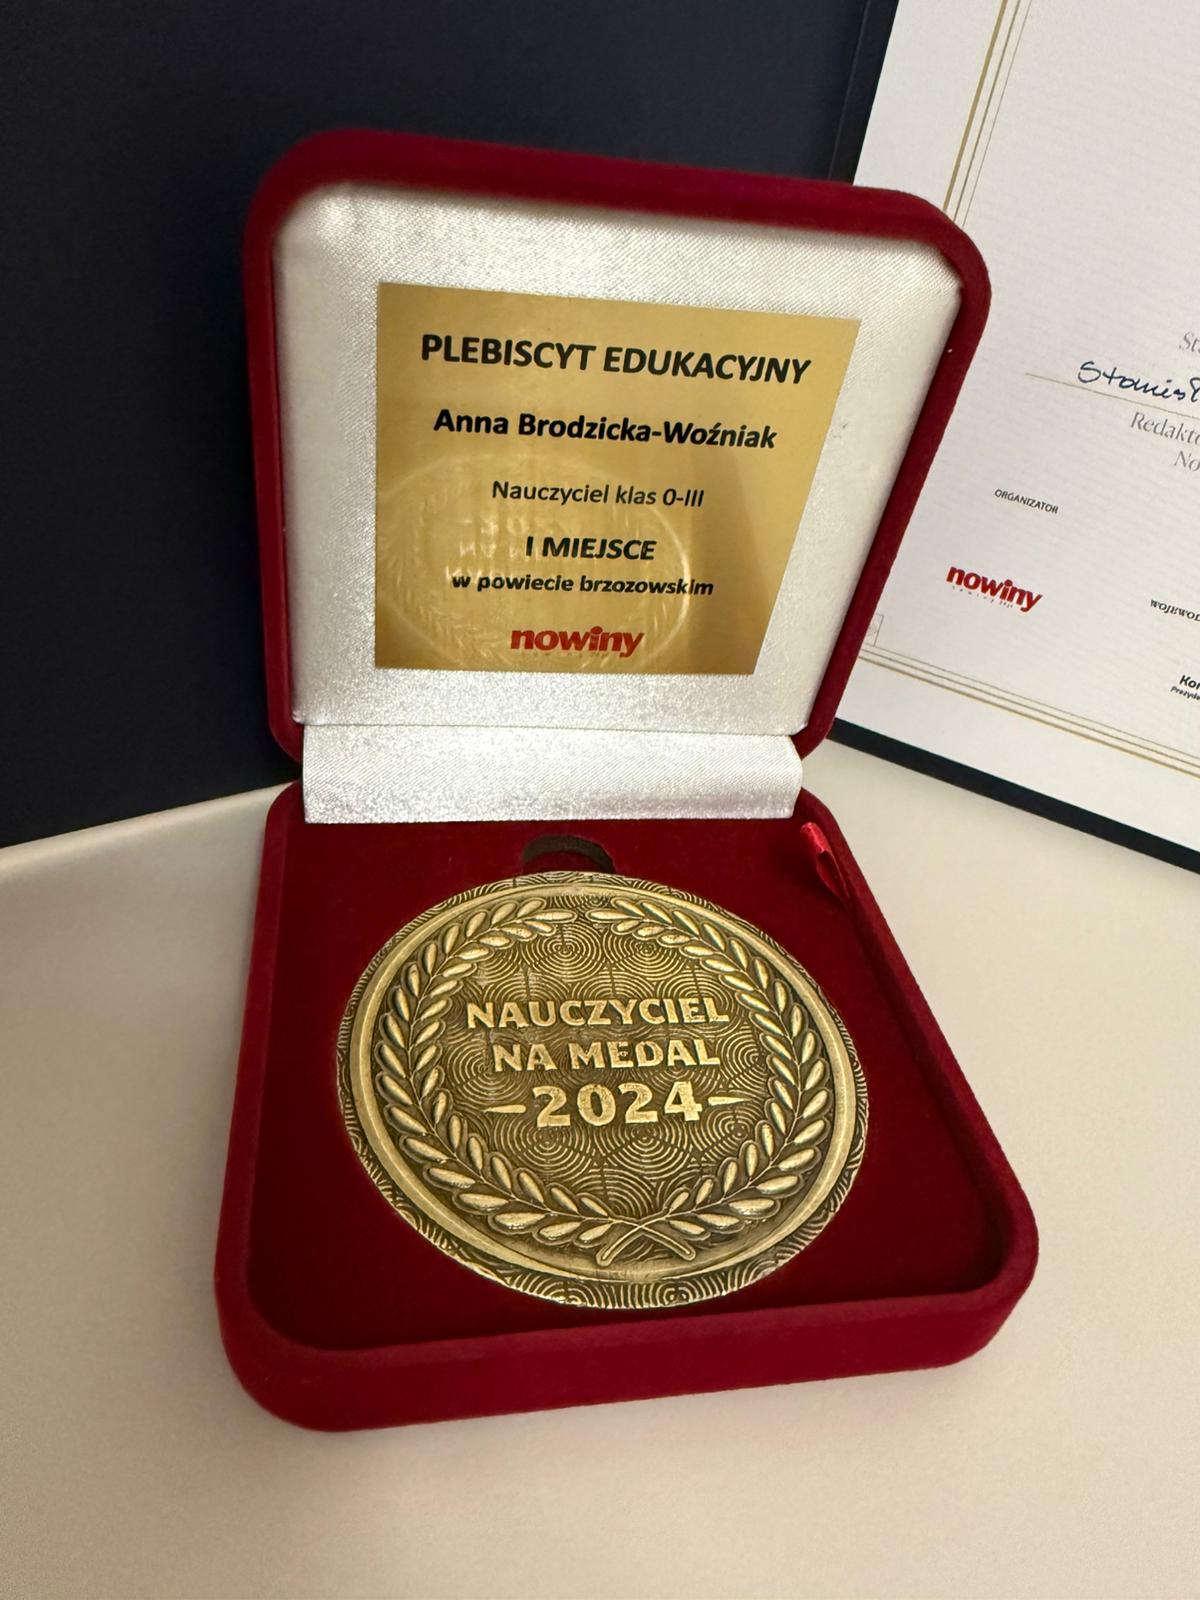 PLEBISCYT EDUKACYJNY
Anna Brodzicka-Woźniak
Nauczyciel klas 0-III
I MIEJSCE
w powiecie brzozowskim
nowiny
NAUCZYCIEL
NA MEDAL
2024
ORGANIZATOR
nowiny